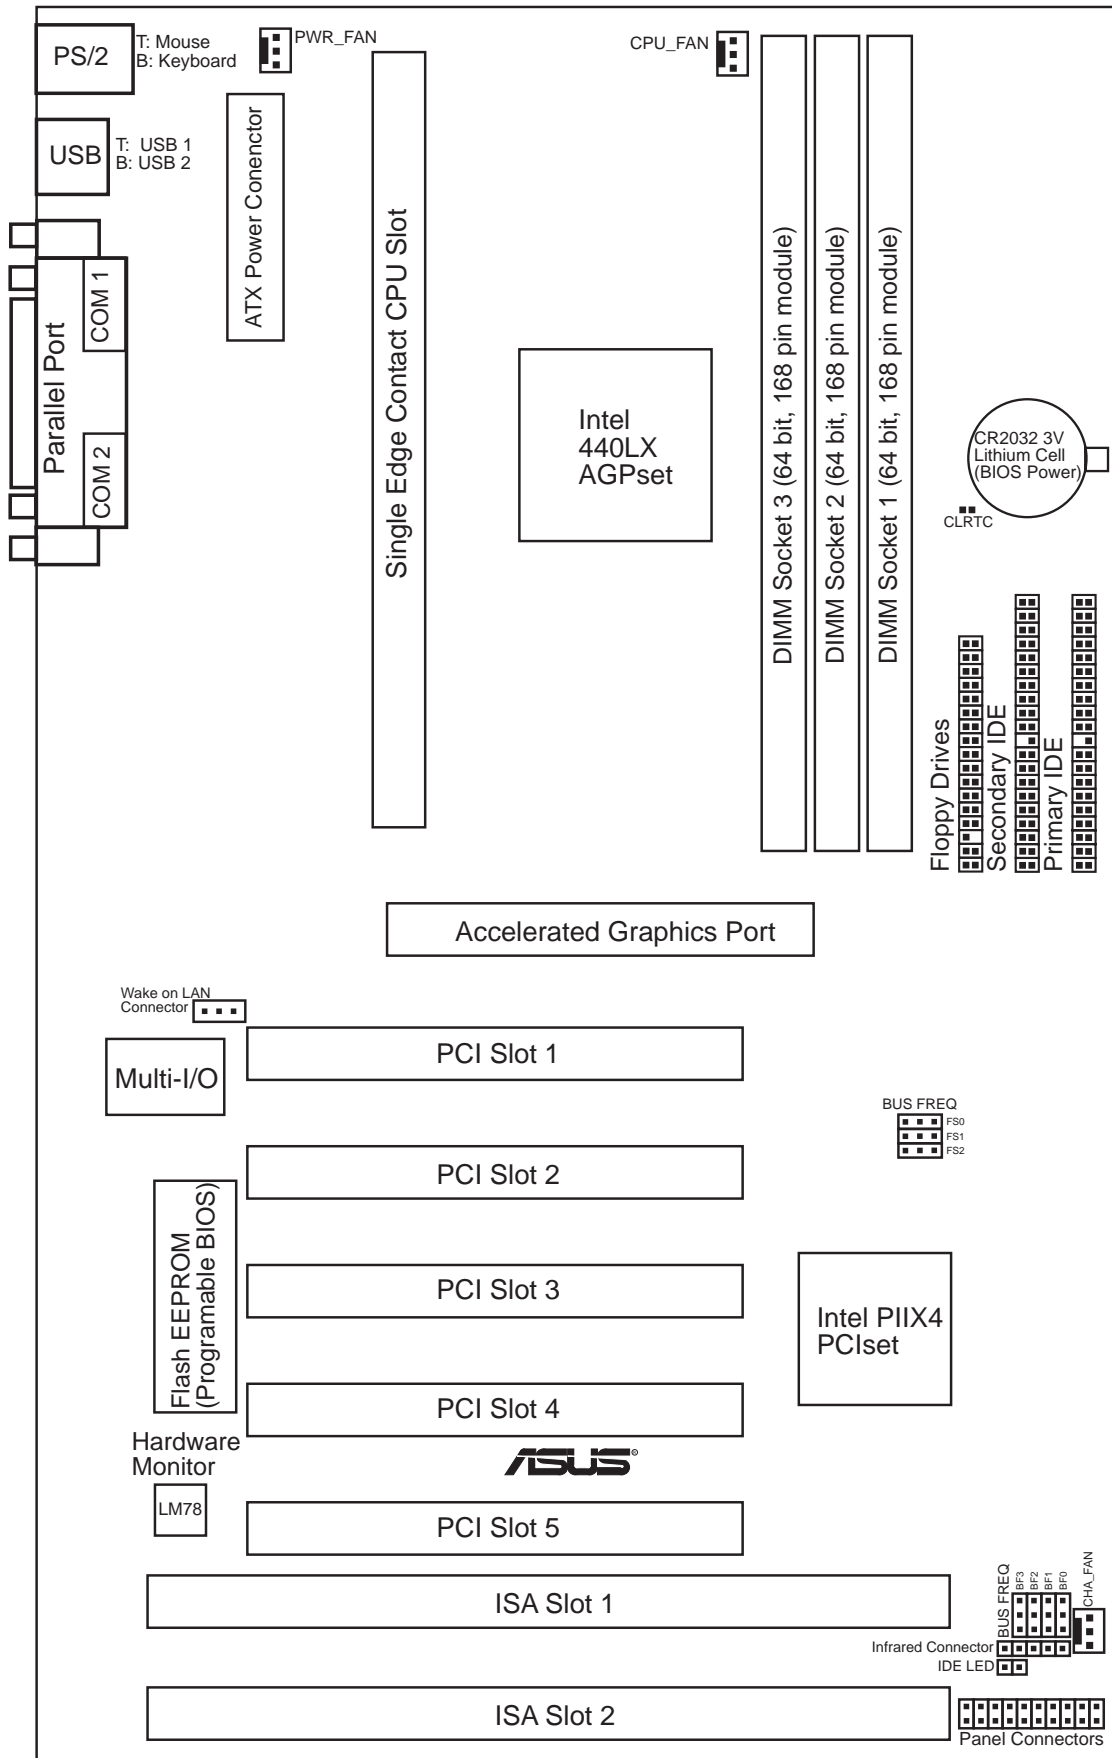 PS/2
T: Mouse
B: Keyboard
PWR_FAN
CPU_FAN
USB
T: USB 1
B: USB 2
ATX Power Conenctor
Single Edge Contact CPU Slot
Parallel Port
COM 1
COM 2
Intel
440LX
AGPset
DIMM Socket 3 (64 bit, 168 pin module)
DIMM Socket 2 (64 bit, 168 pin module)
DIMM Socket 1 (64 bit, 168 pin module)
CR2032 3V
Lithium Cell
(BIOS Power)
CLRTC
Floppy Drives
Secondary IDE
Primary IDE
Accelerated Graphics Port
Wake on LAN
Connector
Multi-I/O
PCI Slot 1
BUS FREQ
FS0
FS1
FS2
PCI Slot 2
Flash EEPROM
(Programable BIOS)
PCI Slot 3
Intel PIIX4
PCIset
PCI Slot 4
Hardware
Monitor
ASUS®
LM78
PCI Slot 5
ISA Slot 1
BUS FREQ
BF3
BF2
BF1
BF0
CHA_FAN
Infrared Connector
IDE LED
ISA Slot 2
Panel Connectors